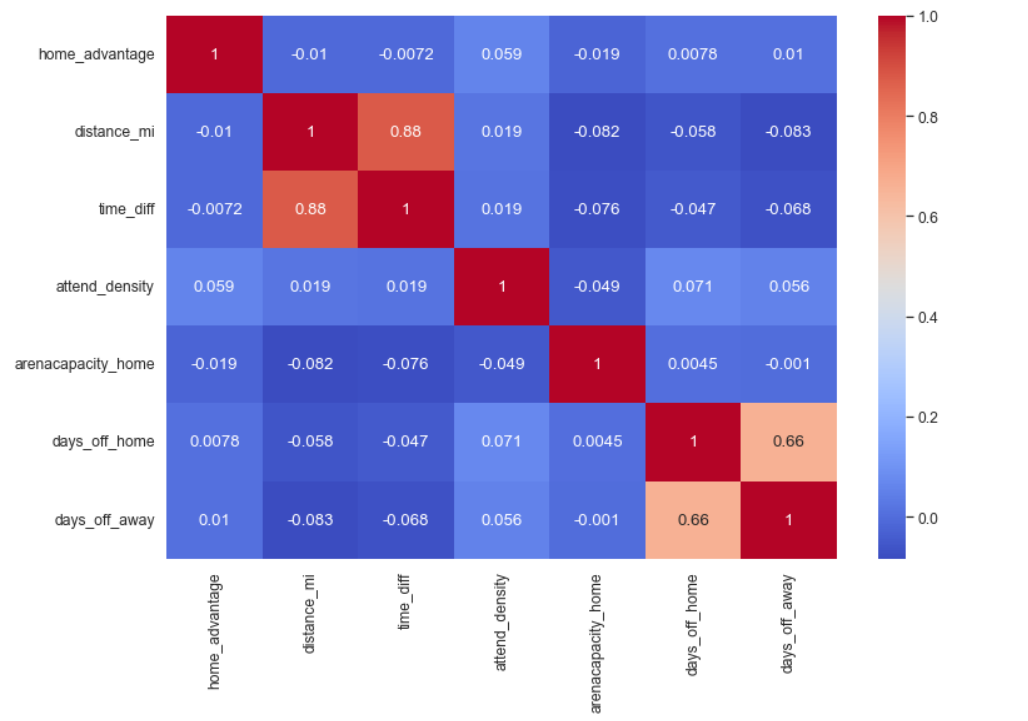 home_advantage 1 -0.01 -0.0072 0.059 -0.019 0.0078 0.01
distance_mi -0.01 1 0.88 0.019 -0.082 -0.058 -0.083
time_diff -0.0072 0.88 1 0.019 -0.076 -0.047 -0.068
attend_density 0.059 0.019 0.019 1 -0.049 0.071 0.056
arenacapacity_home -0.019 -0.082 -0.076 -0.049 1 0.0045 -0.001
days_off_home 0.0078 -0.058 -0.047 0.071 0.0045 1 0.66
days_off_away 0.01 -0.083 -0.068 0.056 -0.001 0.66 1
home_advantage
distance_mi
time_diff
attend_density
arenacapacity_home
days_off_home
days_off_away
1.0
0.8
0.6
0.4
0.2
0.0